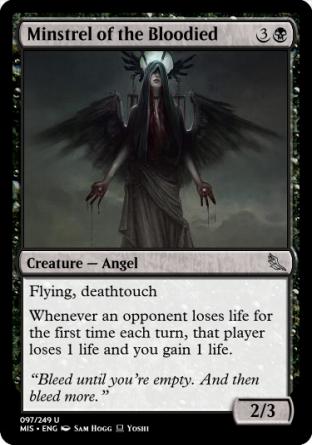 Minstrel of the Bloodied 3
Creature — Angel
Flying, deathtouch
Whenever an opponent loses life for
the first time each turn, that player
loses 1 life and you gain 1 life.
“Bleed until you’re empty. And then
bleed more.”
2/3
097/249 U
MIS • ENG SAM HOGG YOSHI